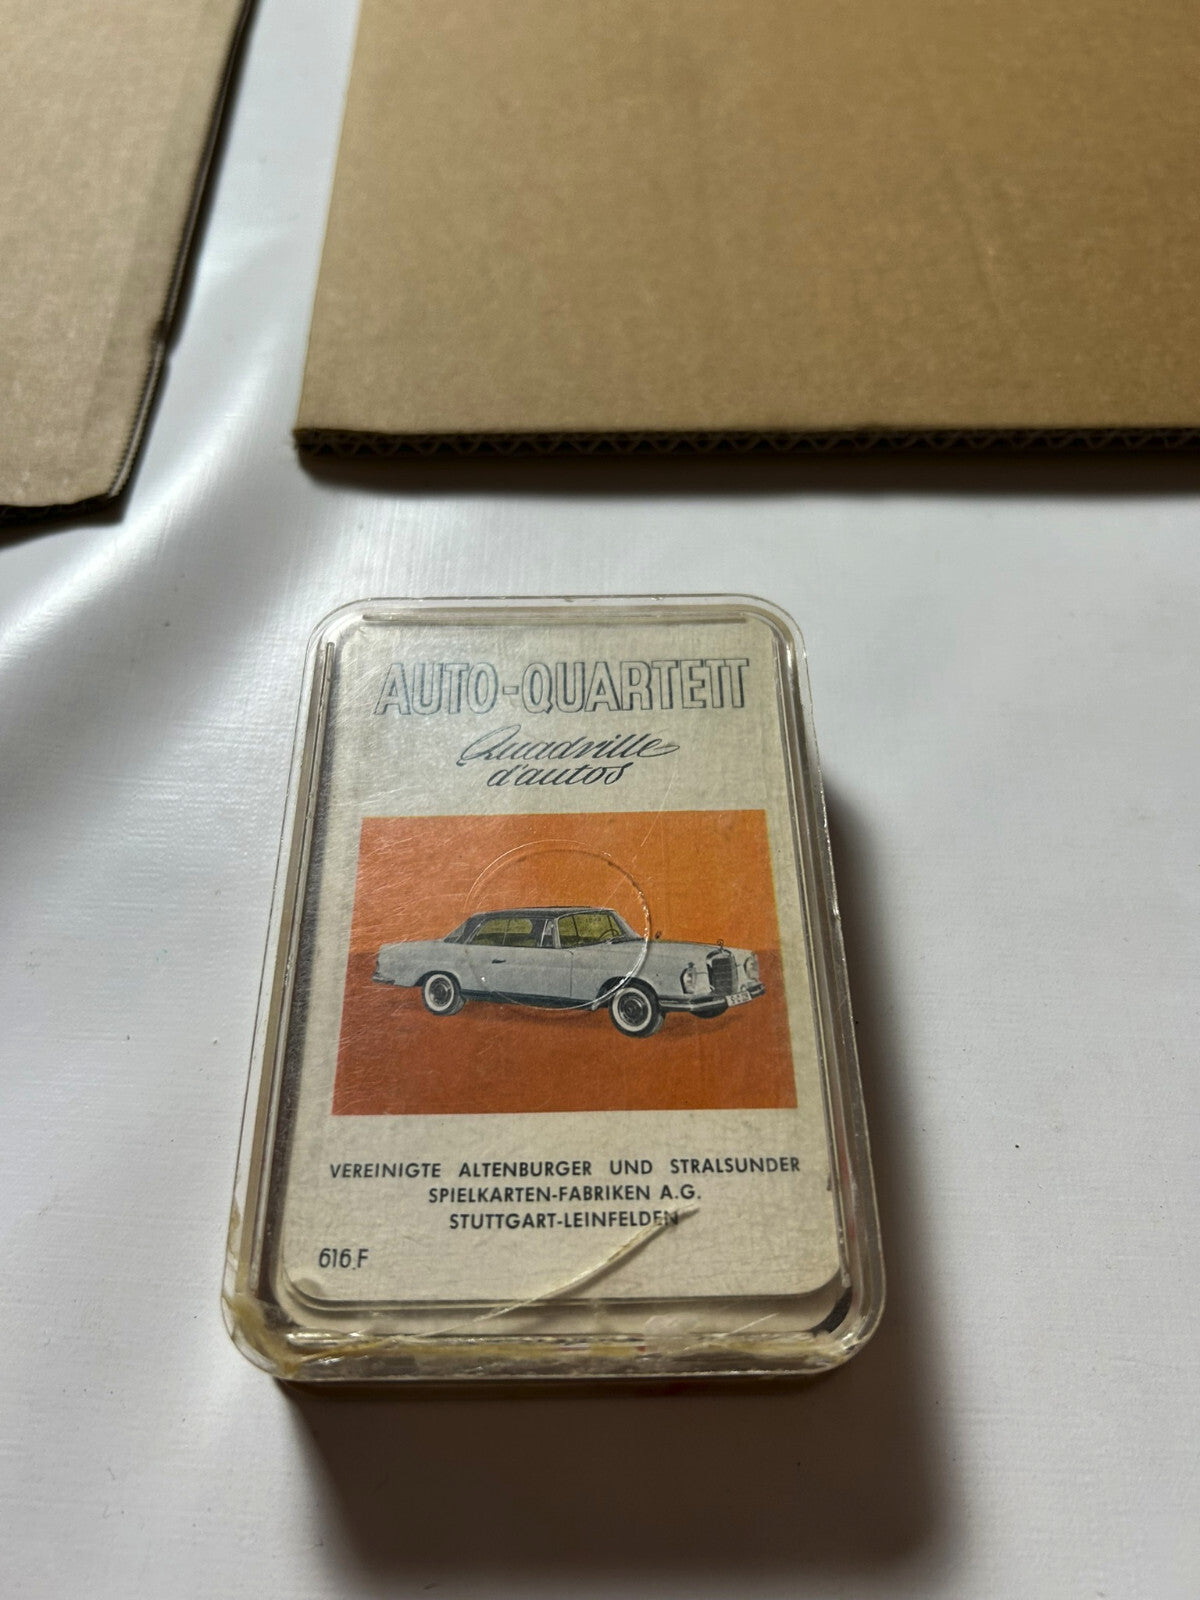 AUTO-QUARTETT
Quadrille
d'autos
VEREINIGTE ALTENBURGER UND STRALSUNDER
SPIELKARTEN-FABRIKEN A.G.
STUTTGART-LEINFELDEN
616 F